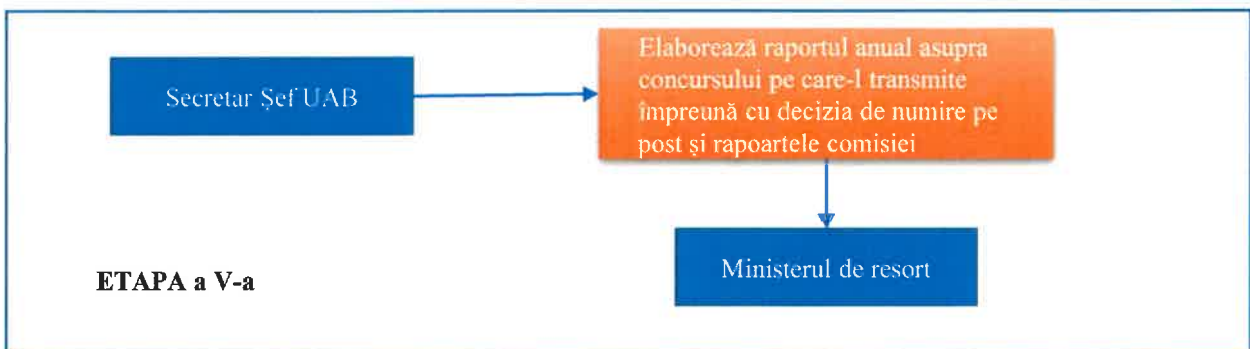 Secretar Șef UAB
Elaborează raportul anual asupra
concursului pe care-l transmite
împreună cu decizia de numire pe
post și rapoartele comisiei
Ministerul de resort
ETAPA a V-a